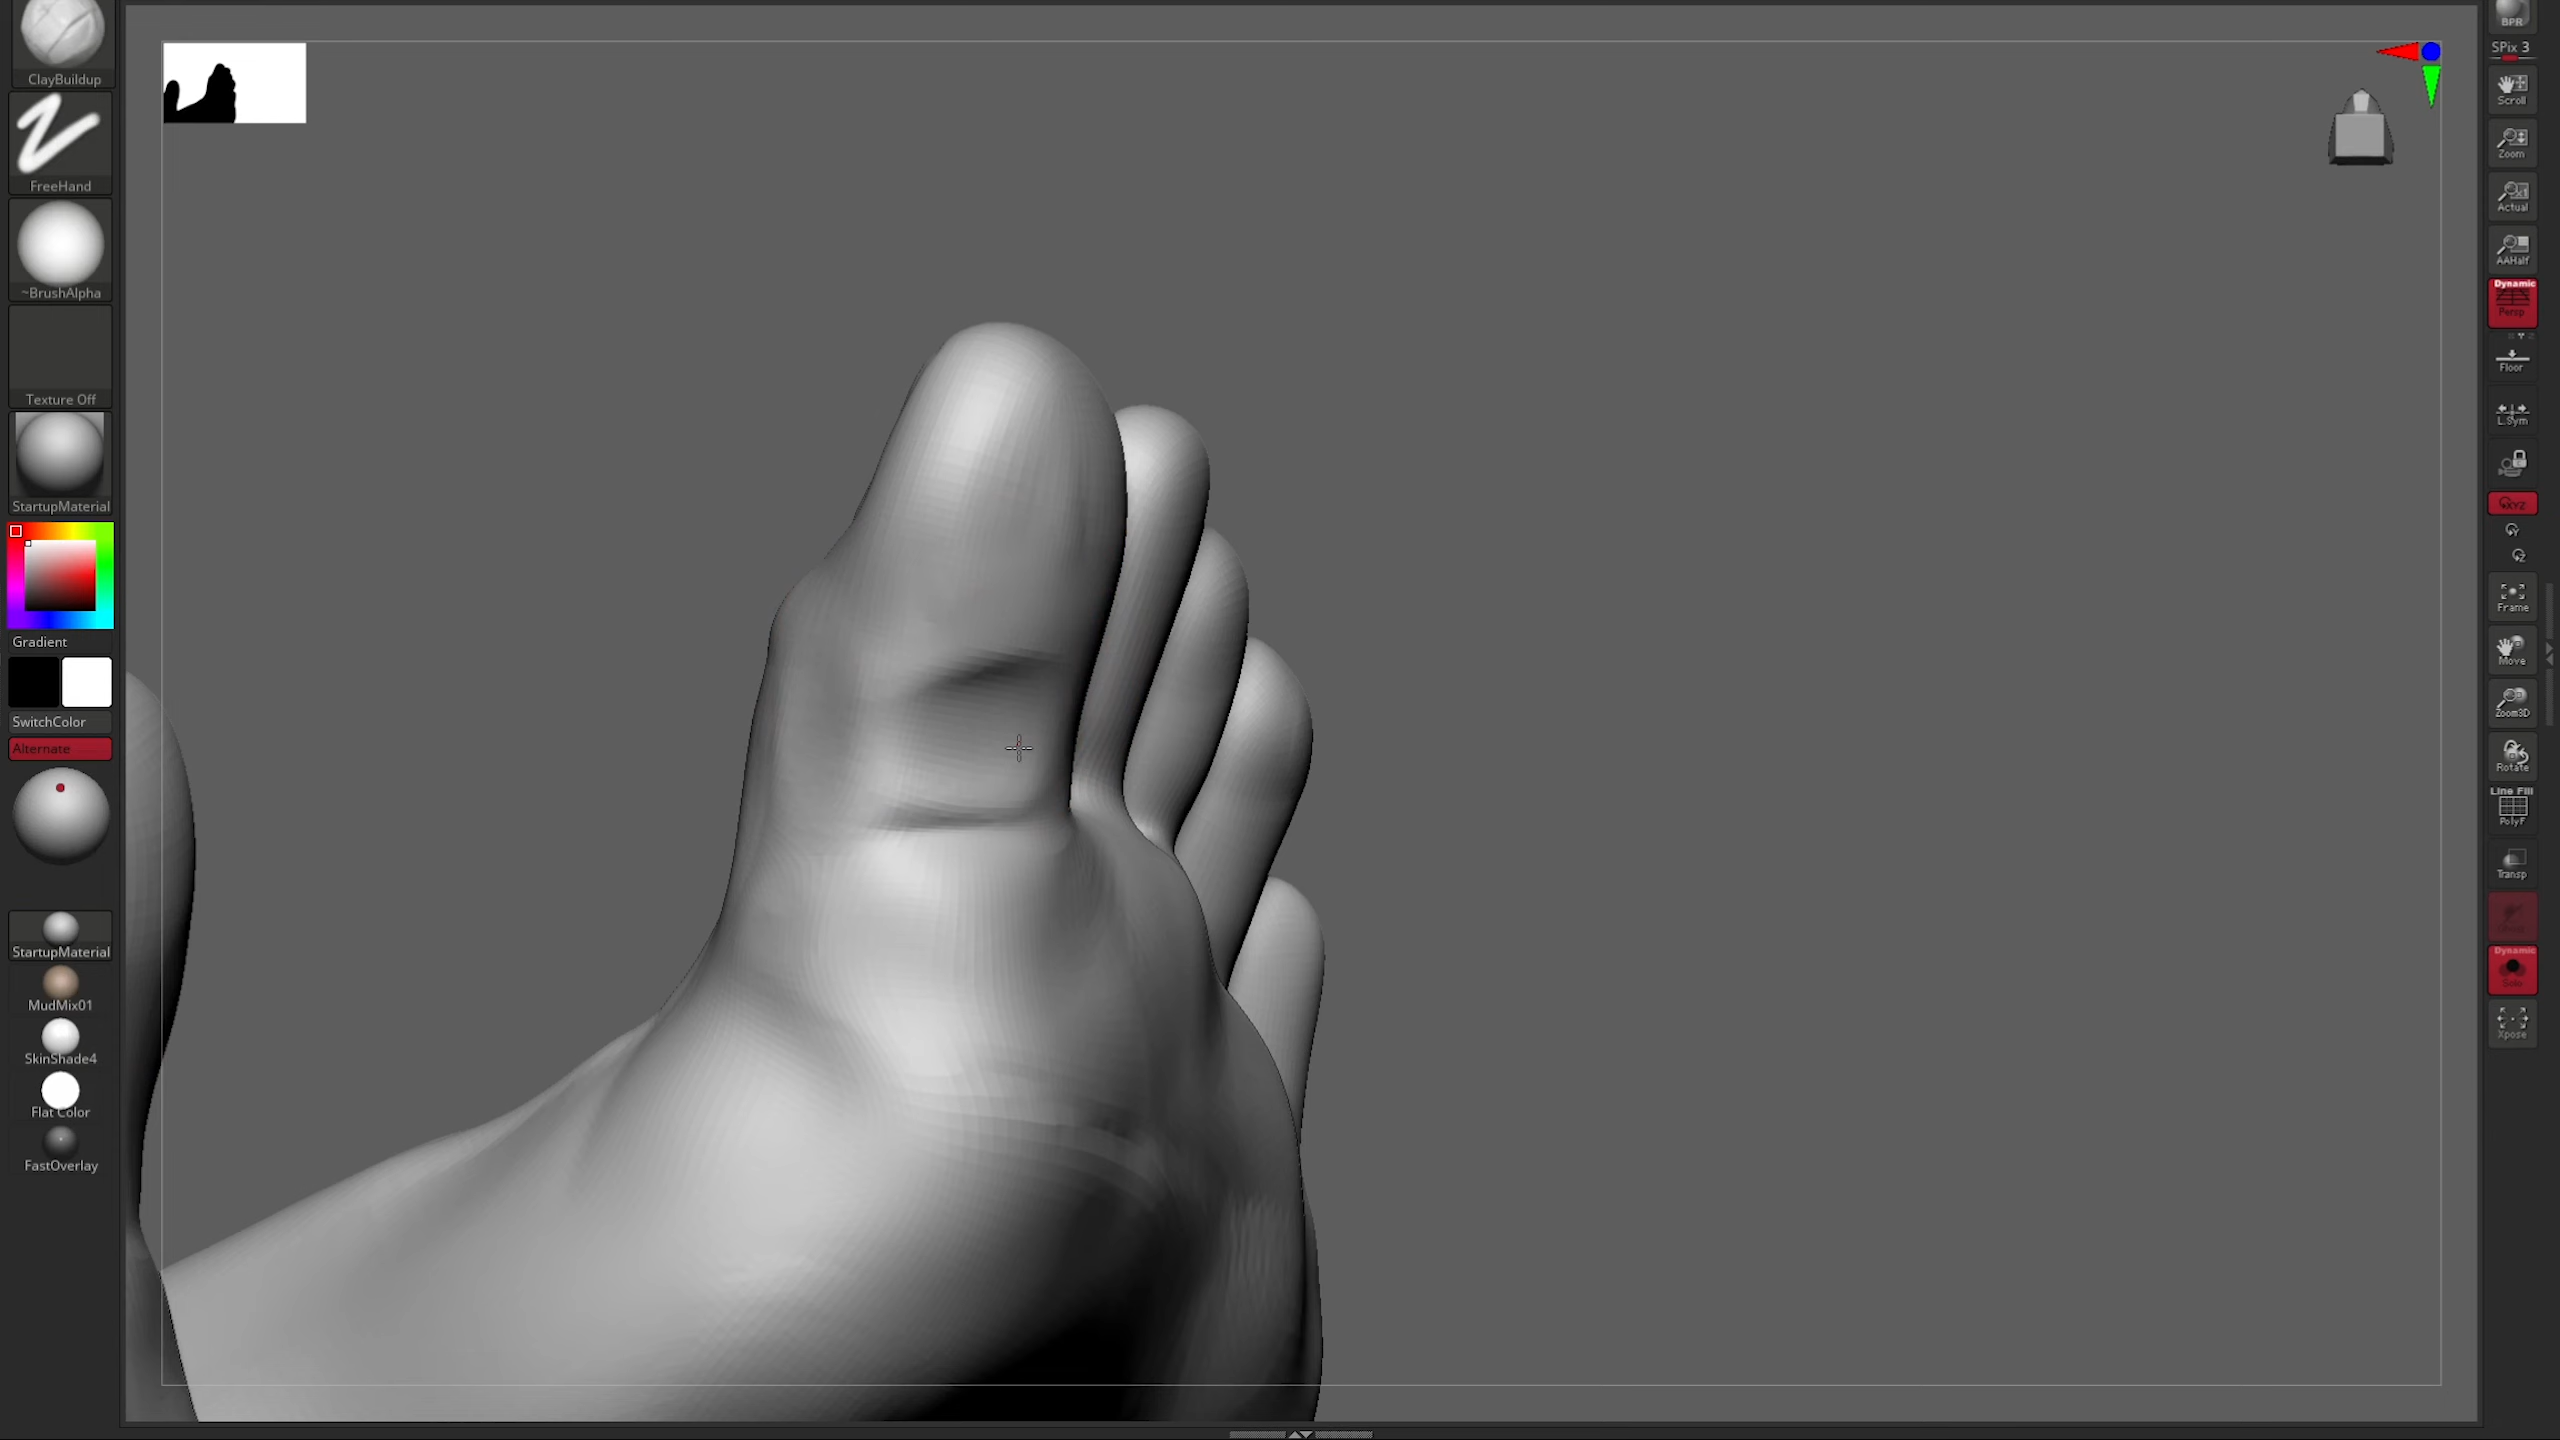 ClayBuildup
FreeHand
~BrushAlpha
Texture Off
StartupMaterial
Gradient
SwitchColor
Alternate
StartupMaterial
MudMix01
SkinShade4
Flat Color
FastOverlay
BPR
SPix 3
Scroll
Zoom
Actual
AAHalf
Dynamic
Persp
Floor
L.Sym
XYZ
Frame
Move
Zoom3D
Rotate
Line Fill
PolyF
Transp
Dynamic
Solo
Xpose